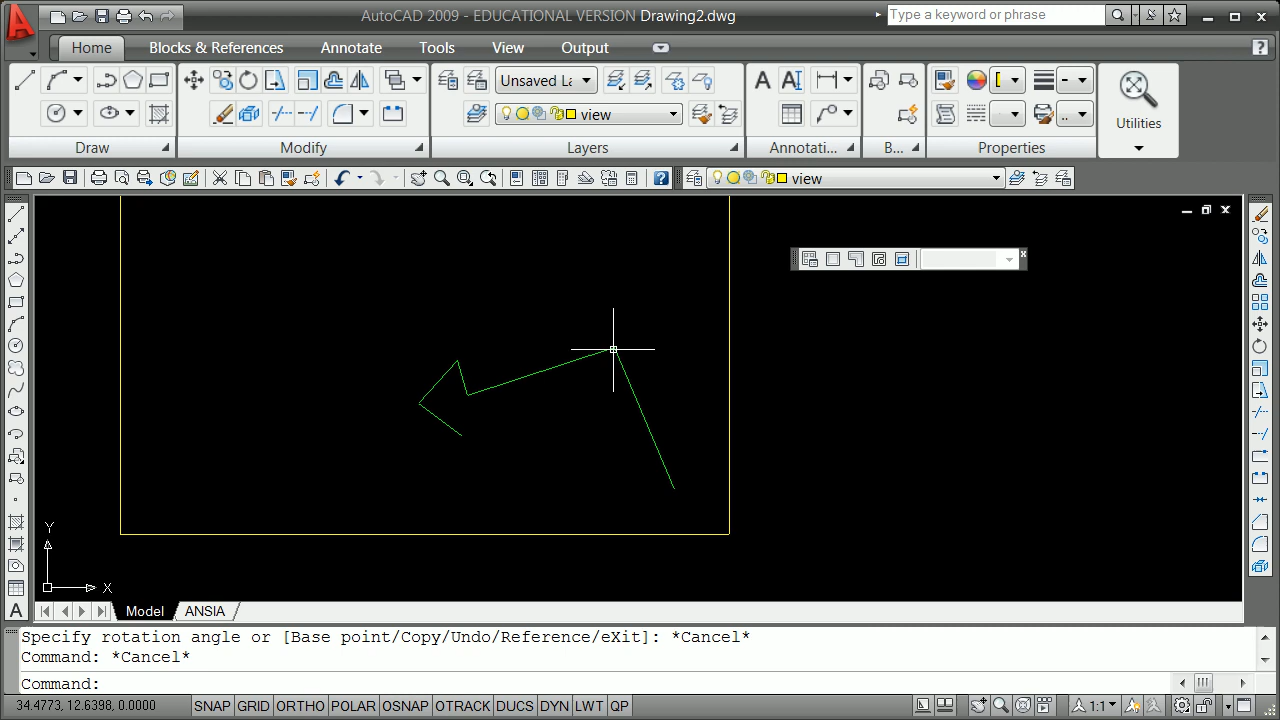 AutoCAD 2009 - EDUCATIONAL VERSION Drawing2.dwg
Type a keyword or phrase
Home Blocks & References Annotate Tools View Output
Unsaved La
view
Utilities
Draw Modify Layers Annotati... B... Properties
view
Y
X
Model ANSIA
Specify rotation angle or [Base point/Copy/Undo/Reference/eXit]: *Cancel*
Command: *Cancel*
Command:
34.4773, 12.6398, 0.0000 SNAP GRID ORTHO POLAR OSNAP OTRACK DUCS DYN LWT QP 1:1